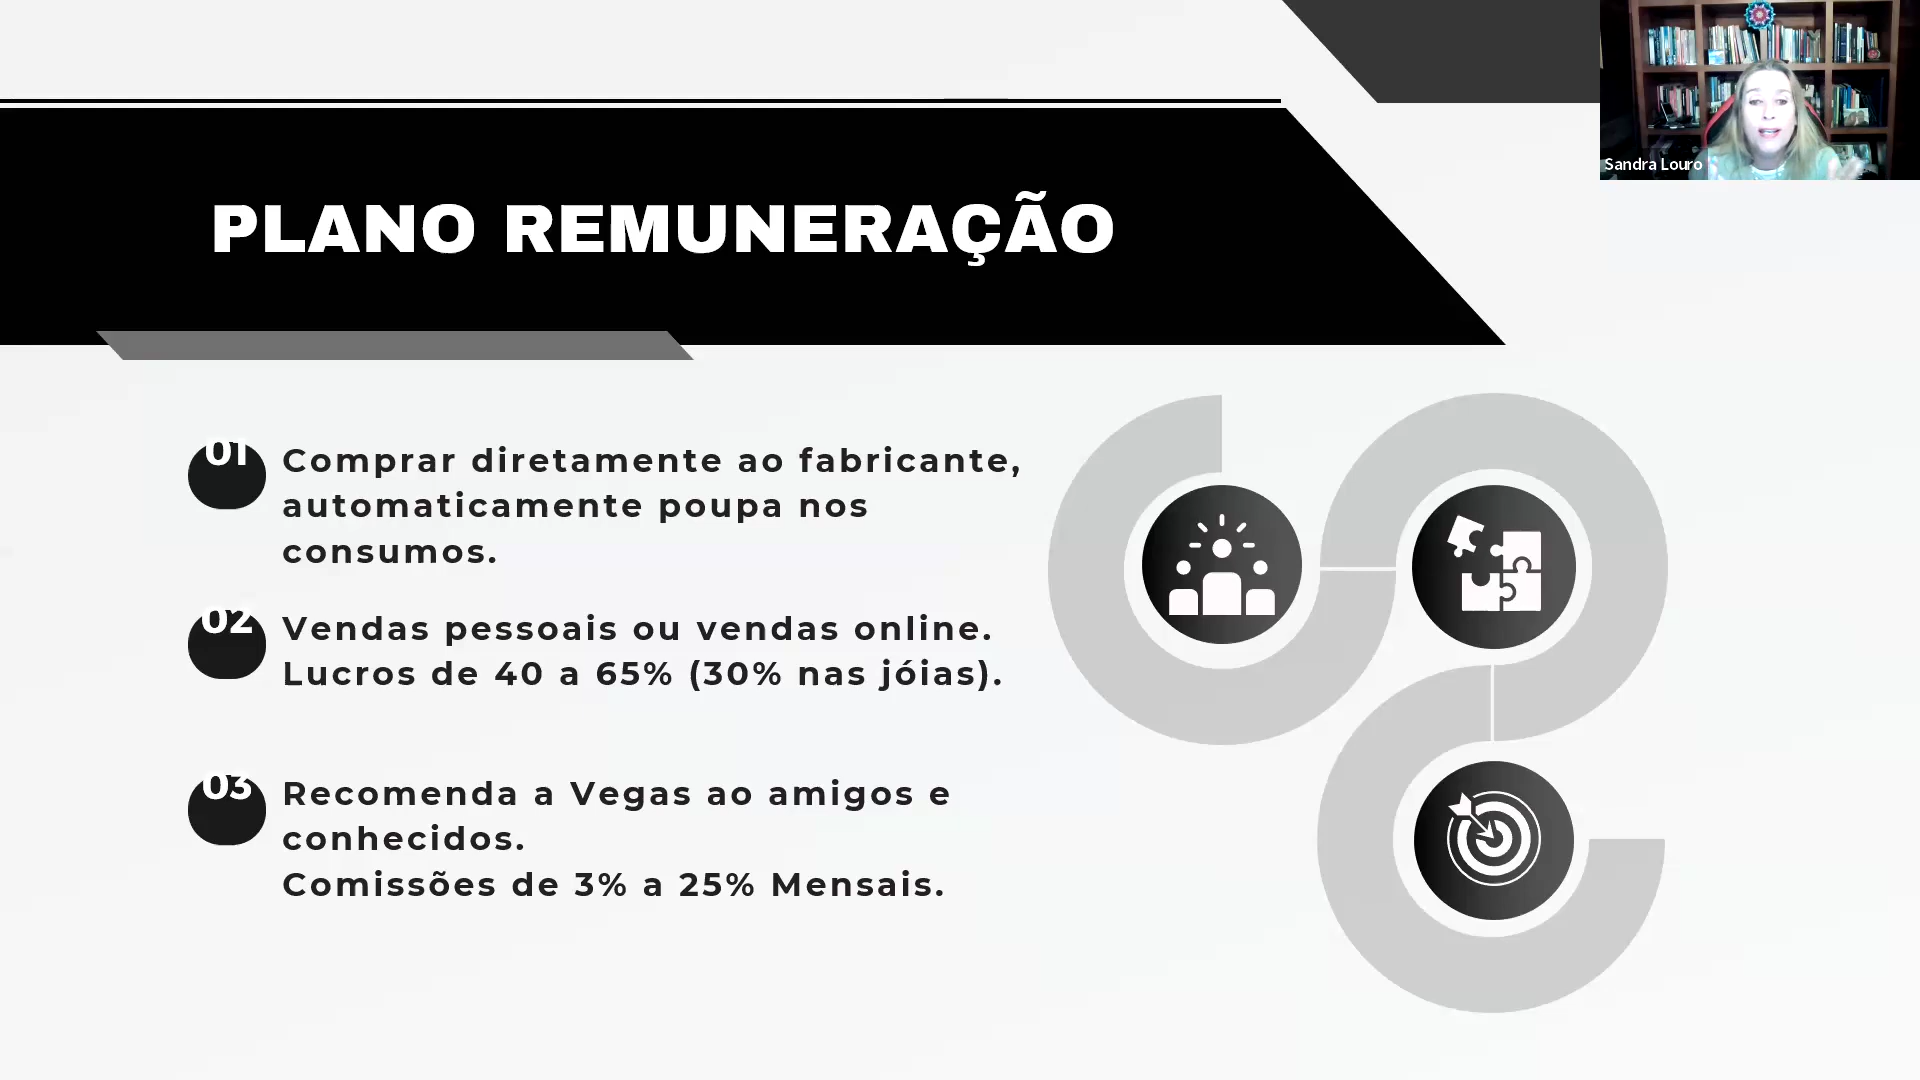 Sandra Louro
PLANO REMUNERAÇÃO
01
Comprar diretamente ao fabricante,
automaticamente poupa nos
consumos.
02
Vendas pessoais ou vendas online.
Lucros de 40 a 65% (30% nas jóias).
03
Recomenda a Vegas ao amigos e
conhecidos.
Comissões de 3% a 25% Mensais.